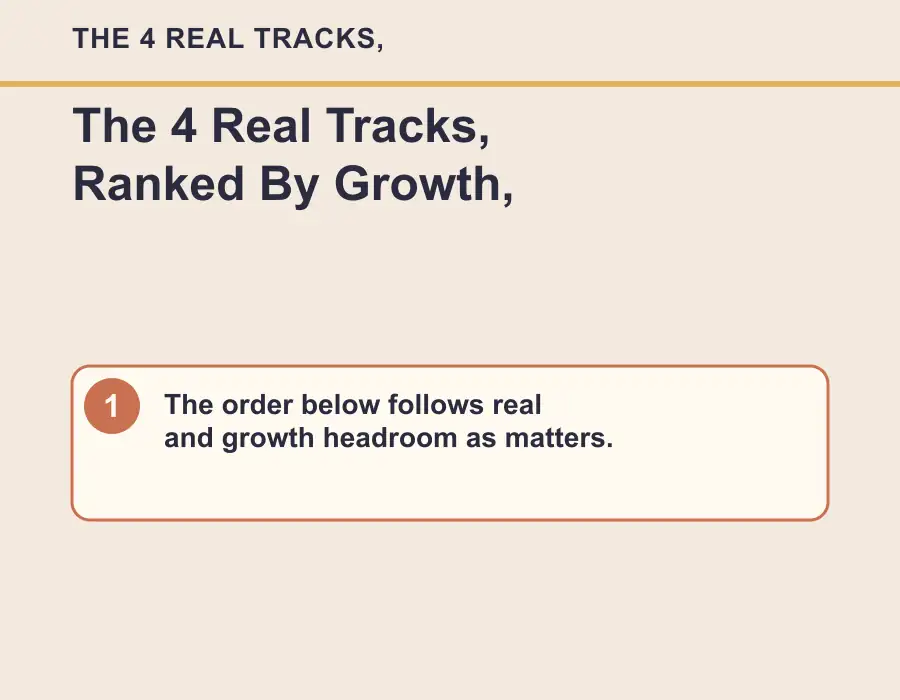 THE 4 REAL TRACKS,
The 4 Real Tracks,
Ranked By Growth,
1
The order below follows real
and growth headroom as matters.